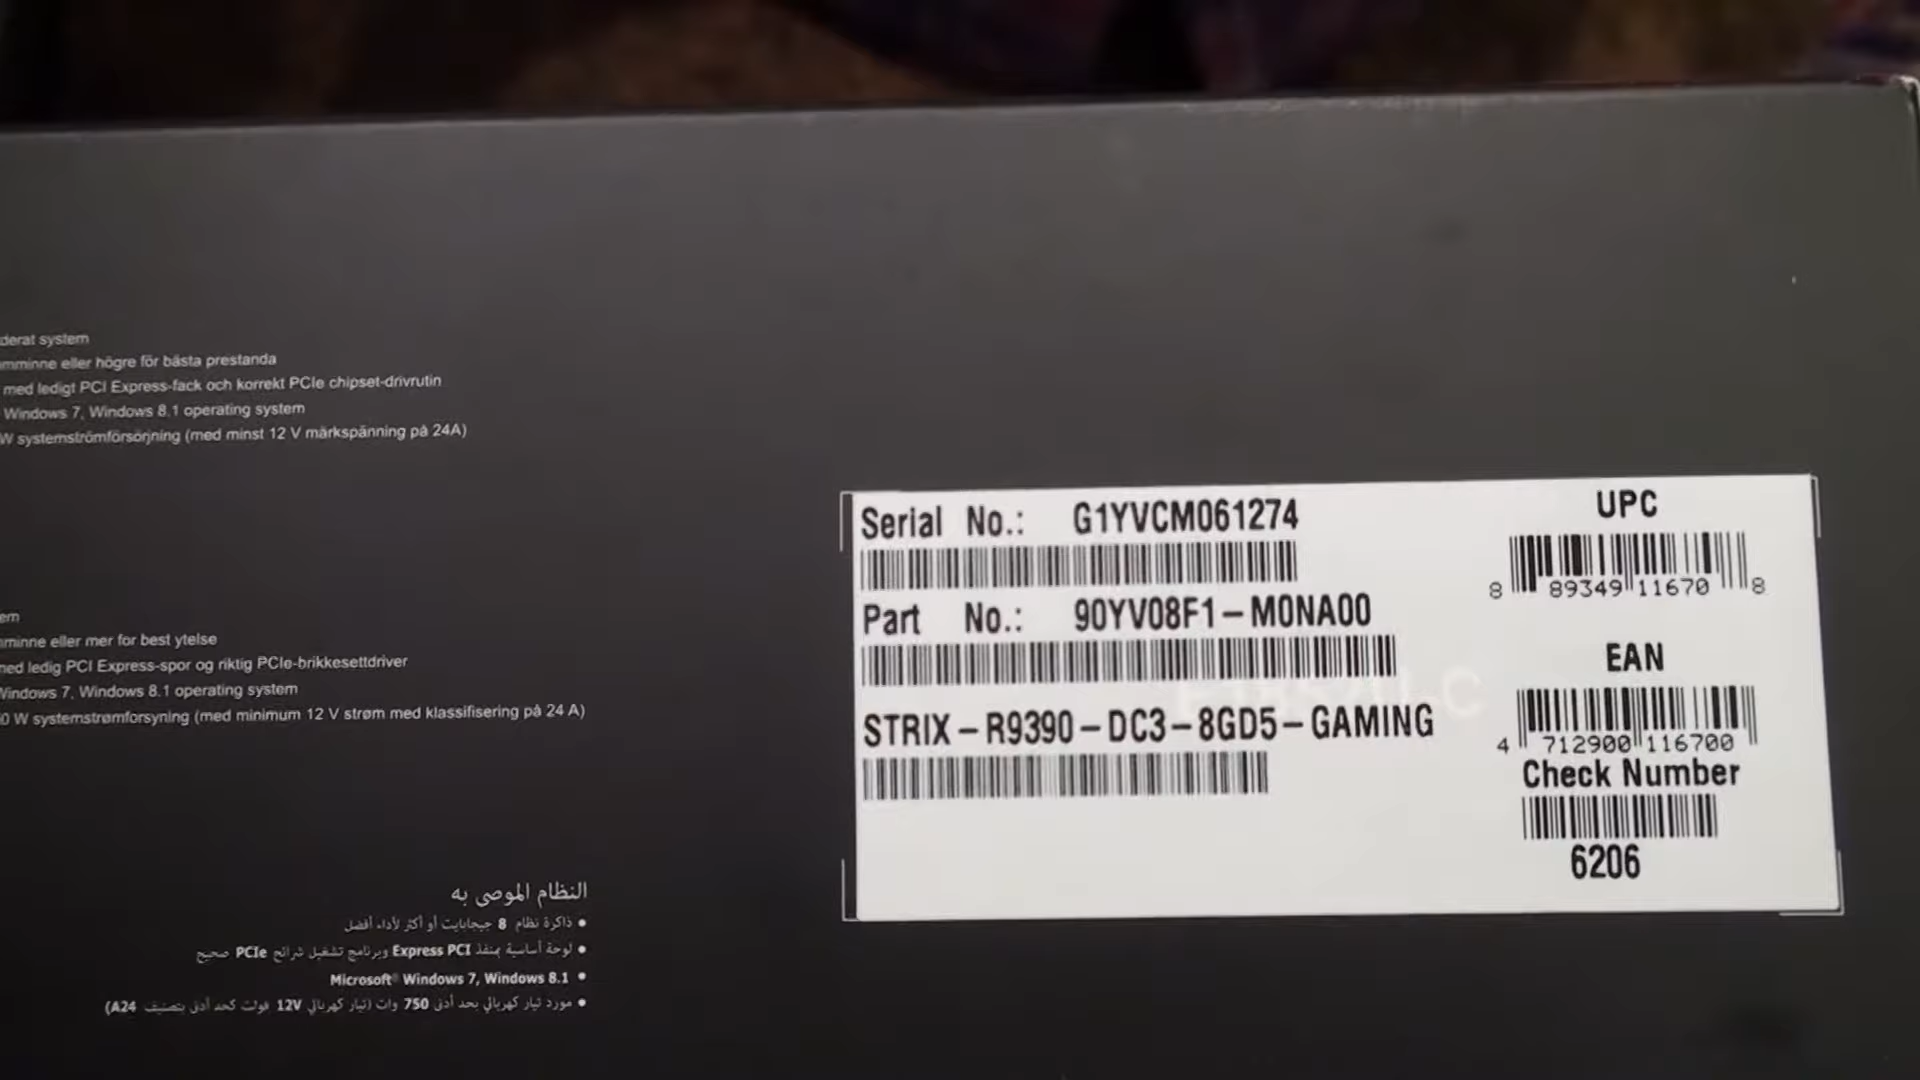 derat system
mminne eller högre för bästa prestanda
med ledigt PCI Express-fack och korrekt PCIe chipset-drivrutin
Windows 7, Windows 8.1 operating system
W systemströmförsörjning (med minst 12 V märkspänning på 24A)
em
minne eller mer for best ytelse
ned ledig PCI Express-spor og riktig PCIe-brikkesettdriver
Windows 7, Windows 8.1 operating system
0 W systemstrømforsyning (med minimum 12 V strøm med klassifisering på 24 A)
النظام الموصى به
• ذاكرة نظام 8 جيجابايت أو أكثر لأداء أفضل
• لوحة أساسية بمنفذ Express PCI وبرنامج تشغيل شرائح PCIe صحيح
• Microsoft® Windows 7, Windows 8.1
• مورد تيار كهربائي بحد أدنى 750 وات (تيار كهربائي 12V فولت كحد أدنى بتصنيف A24)
Serial No.: G1YVCM061274
Part No.: 90YV08F1-M0NA00
STRIX-R9390-DC3-8GD5-GAMING
UPC
8 89349 11670 8
EAN
4 712900 116700
Check Number
6206